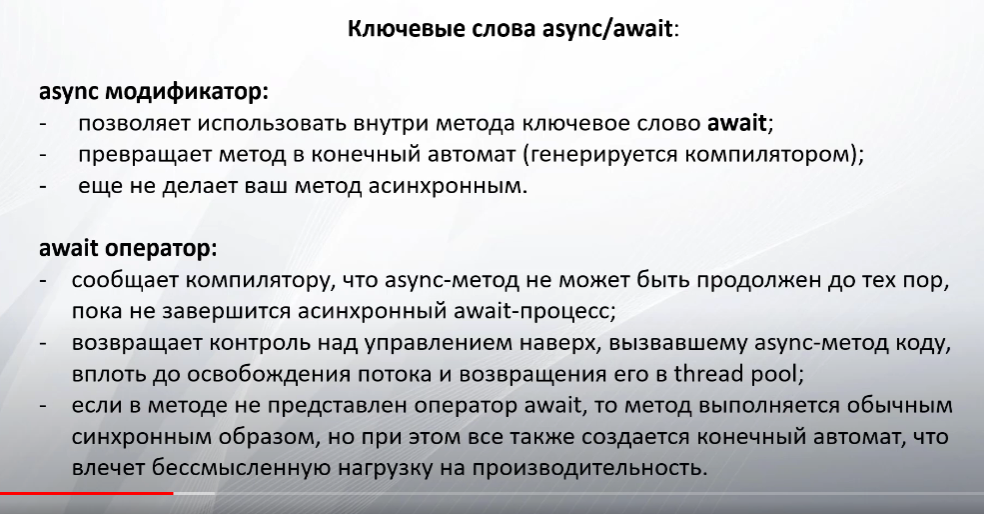 Ключевые слова async/await:
async модификатор:
- позволяет использовать внутри метода ключевое слово await;
- превращает метод в конечный автомат (генерируется компилятором);
- еще не делает ваш метод асинхронным.
await оператор:
- сообщает компилятору, что async-метод не может быть продолжен до тех пор,
пока не завершится асинхронный await-процесс;
- возвращает контроль над управлением наверх, вызвавшему async-метод коду,
вплоть до освобождения потока и возвращения его в thread pool;
- если в методе не представлен оператор await, то метод выполняется обычным
синхронным образом, но при этом все также создается конечный автомат, что
влечет бессмысленную нагрузку на производительность.